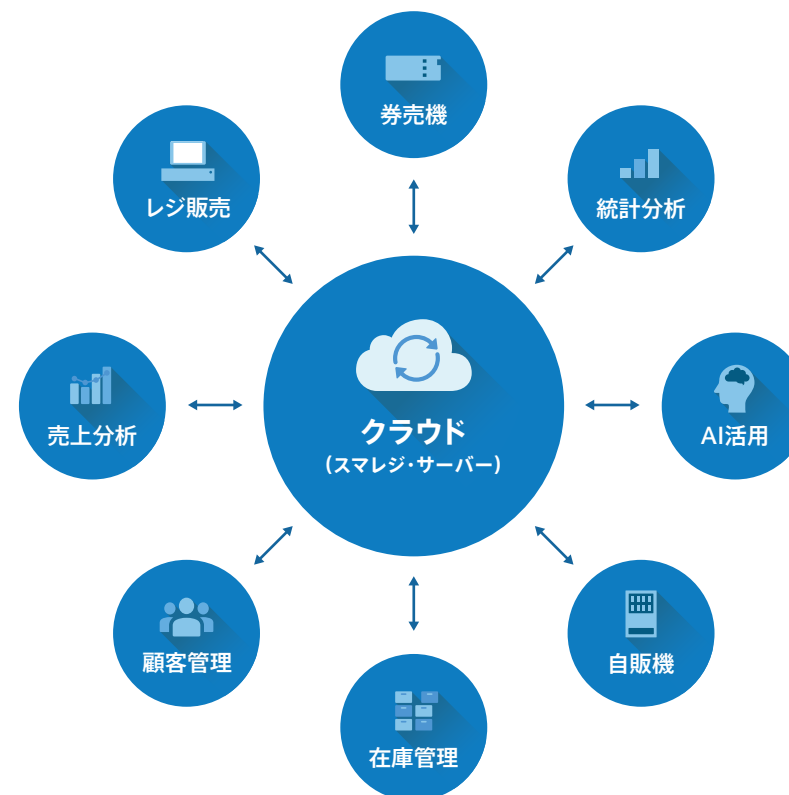 券売機
レジ販売
統計分析
クラウド
(スマレジ・サーバー)
売上分析
AI活用
顧客管理
自販機
在庫管理